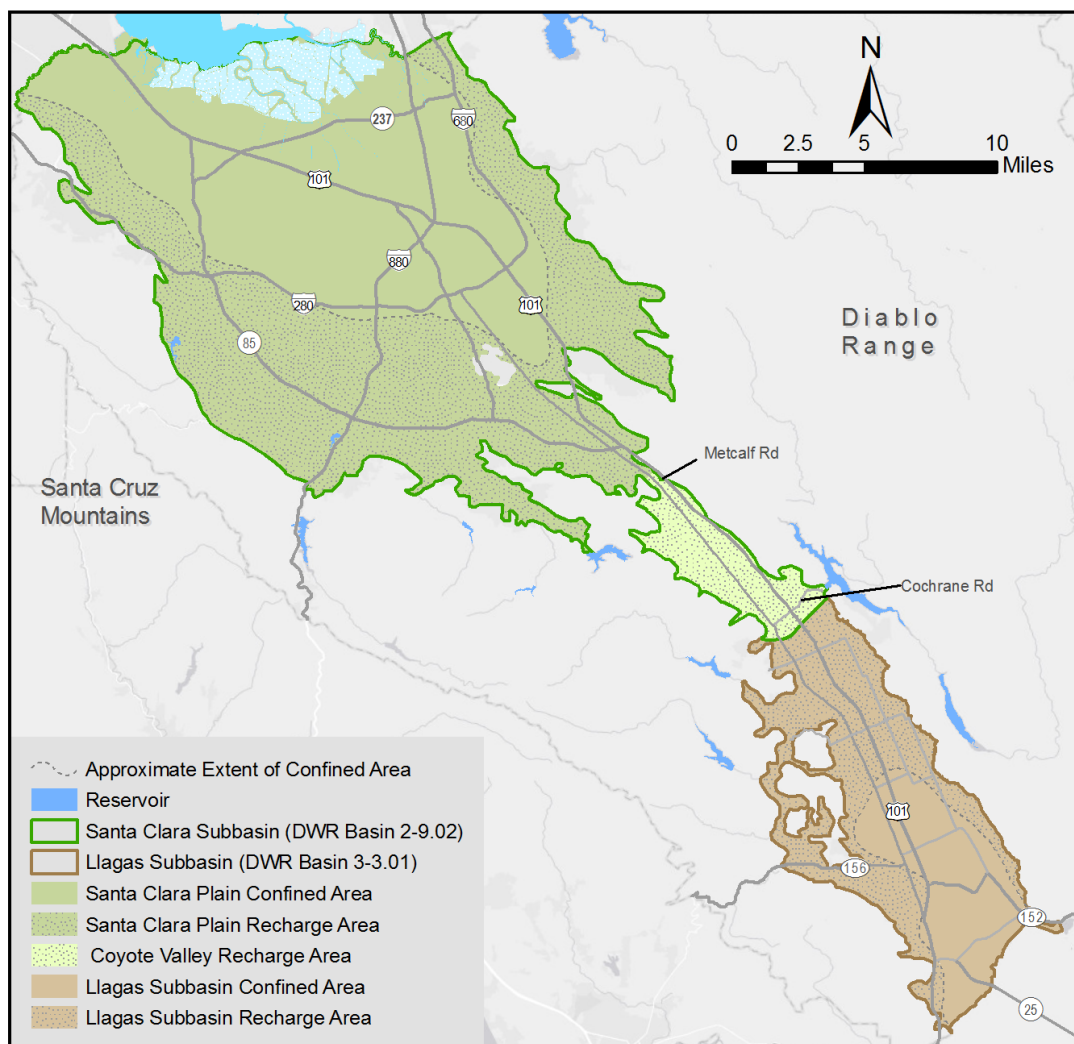 N
0 2.5 5 10
Miles
237
680
101
880
280
101
85
Diablo
Range
Metcalf Rd
Santa Cruz
Mountains
Cochrane Rd
101
156
152
25
Approximate Extent of Confined Area
Reservoir
Santa Clara Subbasin (DWR Basin 2-9.02)
Llagas Subbasin (DWR Basin 3-3.01)
Santa Clara Plain Confined Area
Santa Clara Plain Recharge Area
Coyote Valley Recharge Area
Llagas Subbasin Confined Area
Llagas Subbasin Recharge Area